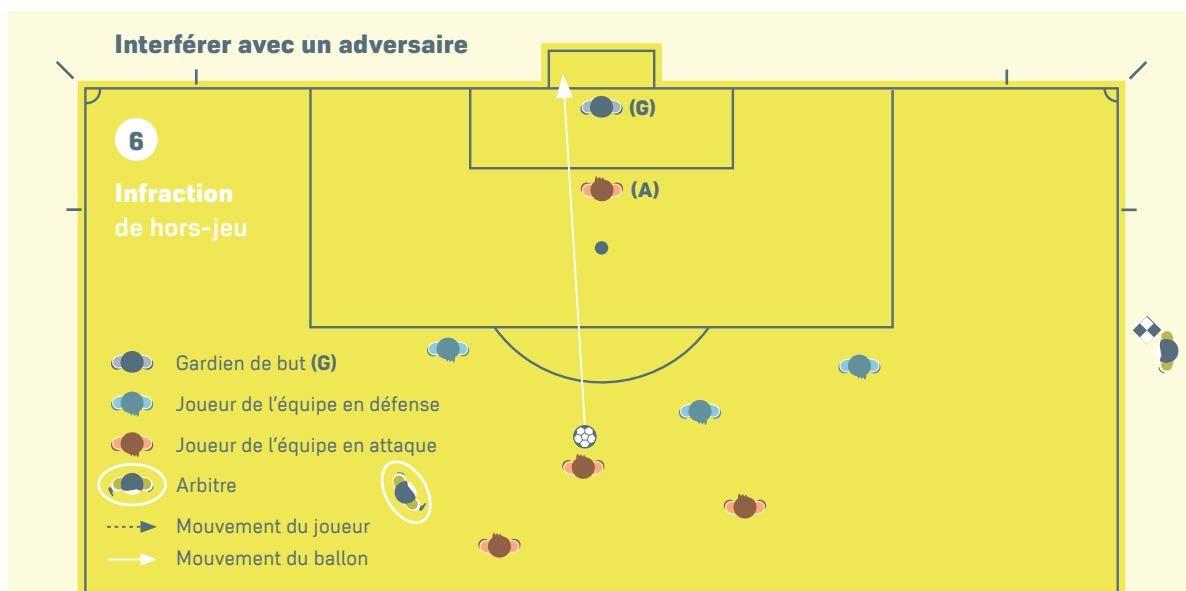 Interférer avec un adversaire
(G)
6
Infraction
de hors-jeu
(A)
Gardien de but (G)
Joueur de l'équipe en défense
Joueur de l'équipe en attaque
Arbitre
Mouvement du joueur
Mouvement du ballon